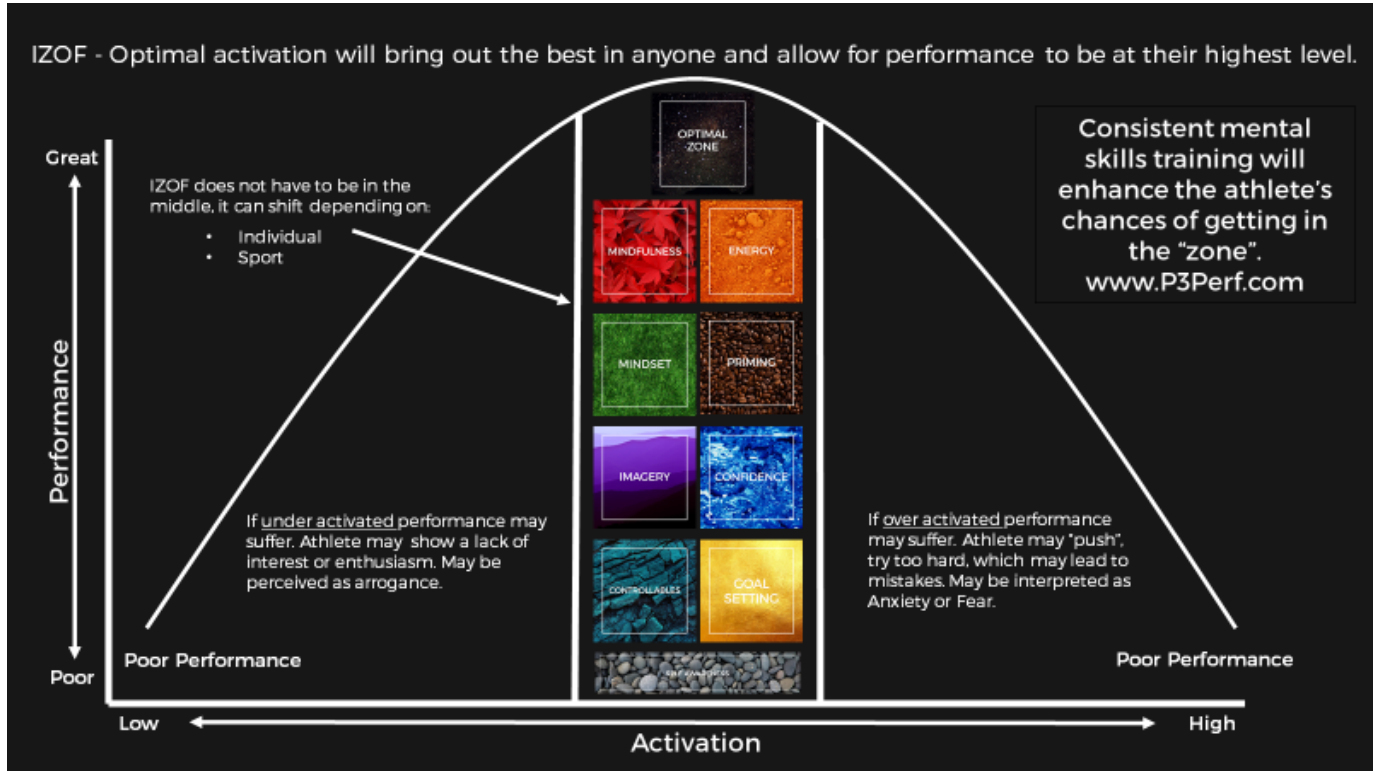 IZOF - Optimal activation will bring out the best in anyone and allow for performance to be at their highest level.
OPTIMAL
ZONE
Consistent mental
skills training will
enhance the athlete's
chances of getting in
the "zone".
www.P3Perf.com
Great
IZOF does not have to be in the
middle, it can shift depending on:
• Individual
• Sport
MINDFULNESS
ENERGY
MINDSET
PRIMING
Performance
IMAGERY
CONFIDENCE
If under activated performance may
suffer. Athlete may show a lack of
interest or enthusiasm. May be
perceived as arrogance.
If over activated performance
may suffer. Athlete may "push",
try too hard, which may lead to
mistakes. May be interpreted as
Anxiety or Fear.
CONTROLLABLES
GOAL
SETTING
SELF AWARENESS
Poor Performance
Poor Performance
Poor
Low
High
Activation